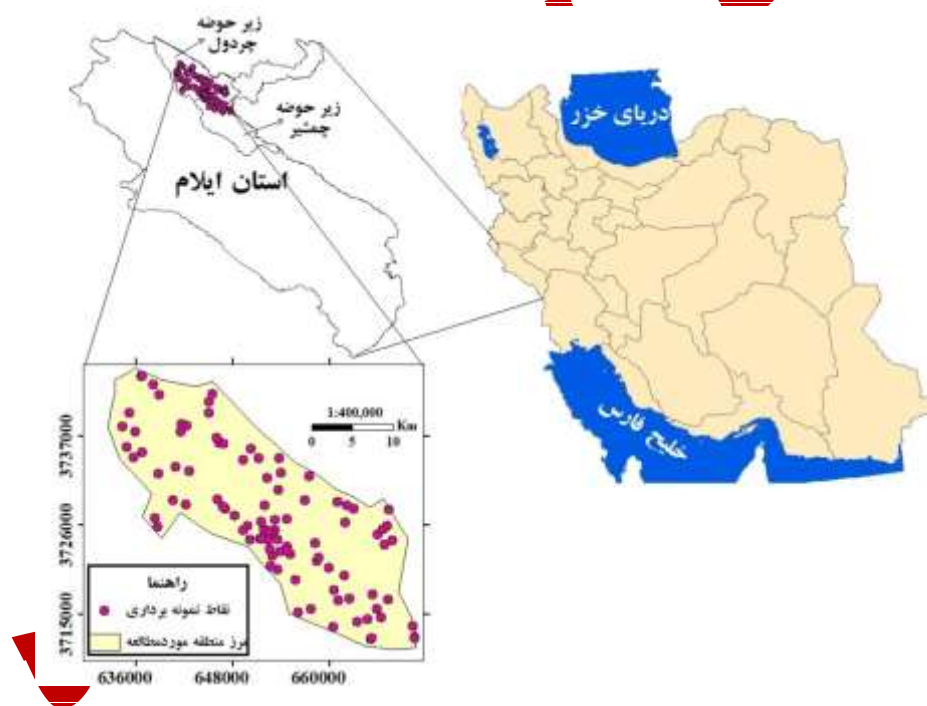 زیر حوضه
چردول
زیر حوضه
چمشیر
استان ایلام
دریای خزر
خلیج فارس
1:400,000
Km
0 5 10
3737000
3726000
3715000
راهنما
نقاط نمونه برداری
مرز منطقه موردمطالعه
636000 648000 660000